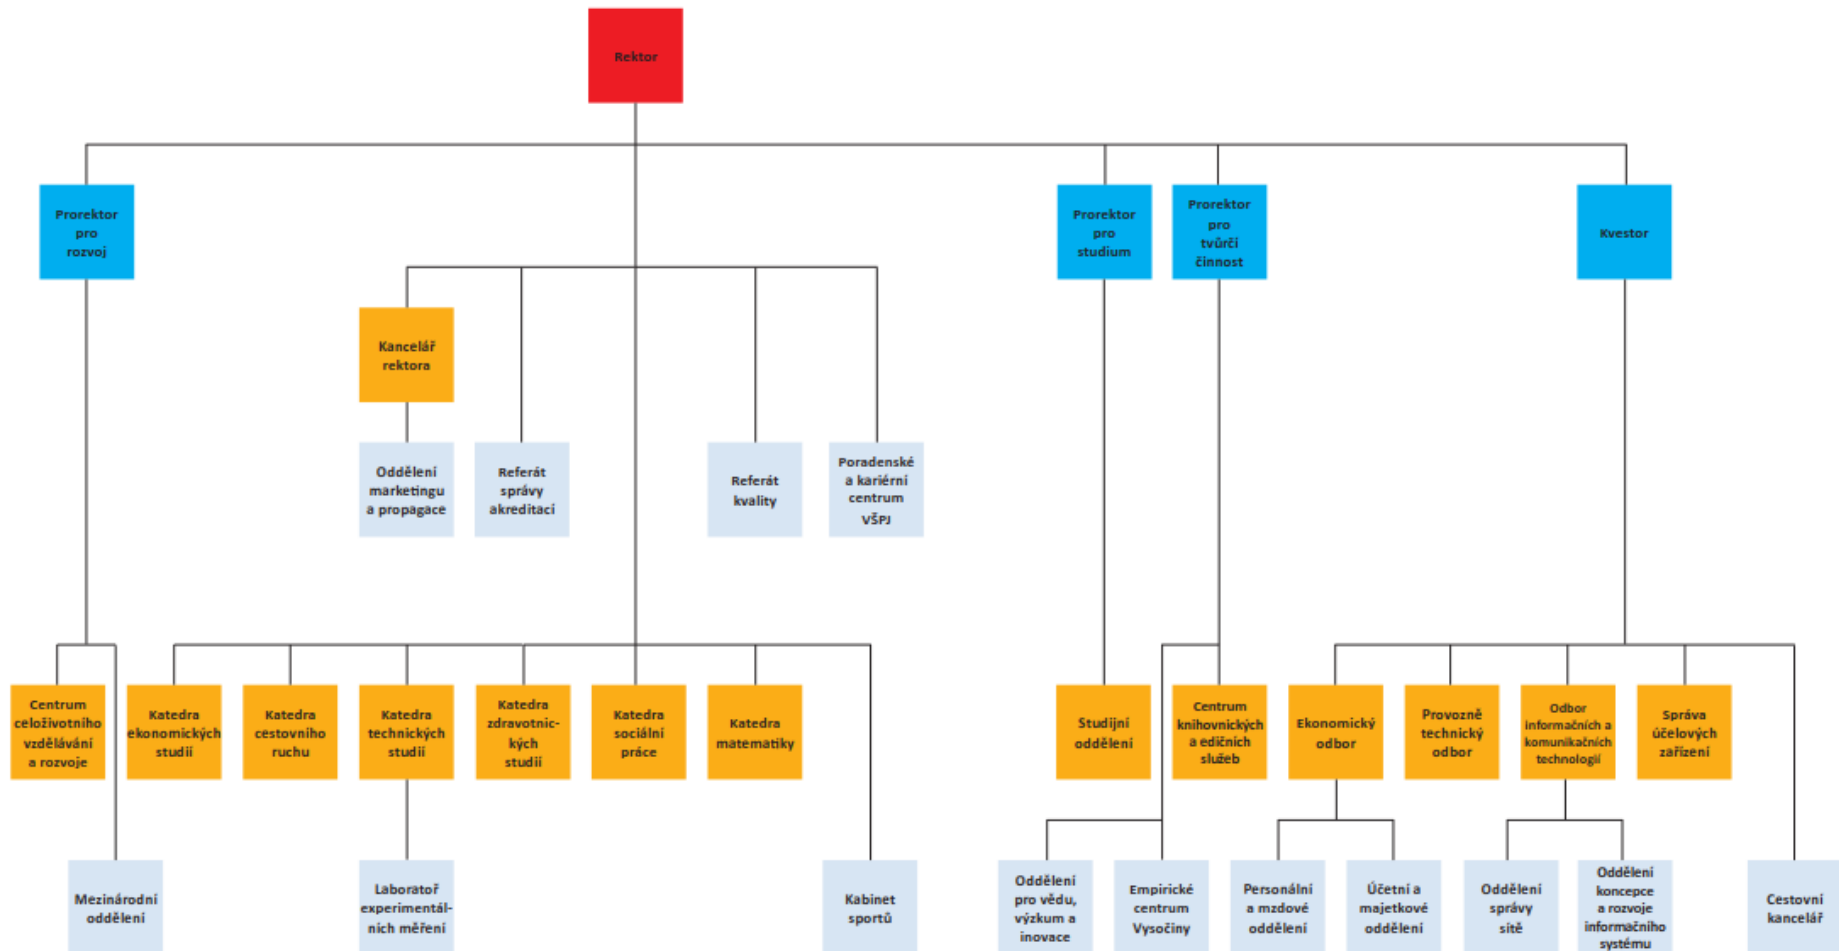 Rektor
Prorektor
pro
rozvoj
Prorektor
pro
studium
Prorektor
pro
tvůrčí
činnost
Kvestor
Kancelář
rektora
Oddělení
marketingu
a propagace
Referát
správy
akreditací
Referát
kvality
Poradenské
a kariérní
centrum
VŠPJ
Centrum
celoživotního
vzdělávání
a rozvoje
Katedra
ekonomických
studií
Katedra
cestovního
ruchu
Katedra
technických
studií
Katedra
zdravotnic-
kých
studií
Katedra
sociální
práce
Katedra
matematiky
Studijní
oddělení
Centrum
knihovnických
a edičních
služeb
Ekonomický
odbor
Provozně
technický
odbor
Odbor
informačních a
komunikačních
technologií
Správa
účelových
zařízení
Mezinárodní
oddělení
Laboratoř
experimentál-
ních měření
Kabinet
sportů
Oddělení
pro vědu,
výzkum a
inovace
Empirické
centrum
Vysočiny
Personální
a mzdové
oddělení
Účetní a
majetkové
oddělení
Oddělení
správy
sítě
Oddělení
koncepce
a rozvoje
informačního
systému
Cestovní
kancelář